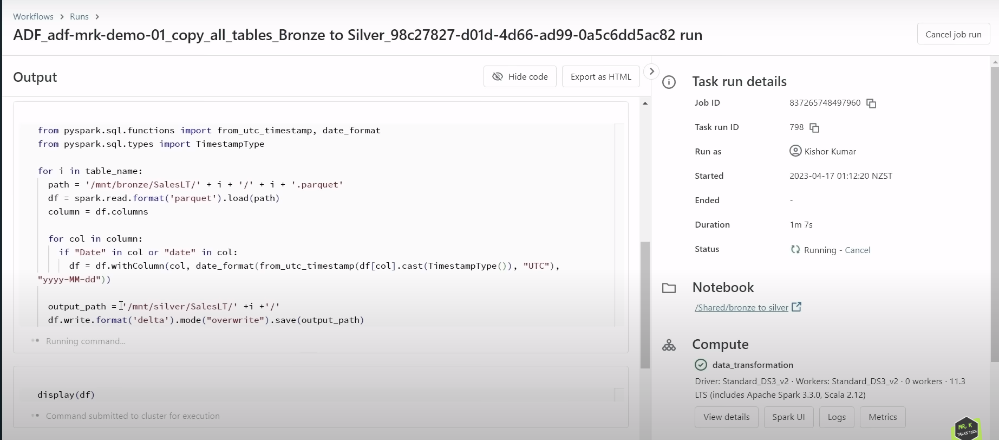 Workflows > Runs >
ADF_adf-mrk-demo-01_copy_all_tables_Bronze to Silver_98c27827-d01d-4d66-ad99-0a5c6dd5ac82 run
Cancel job run
Output
Hide code
Export as HTML
from pyspark.sql.functions import from_utc_timestamp, date_format
from pyspark.sql.types import TimestampType
for i in table_name:
path = '/mnt/bronze/SalesLT/' + i + '/' + i + '.parquet'
df = spark.read.format('parquet').load(path)
column = df.columns
for col in column:
if "Date" in col or "date" in col:
df = df.withColumn(col, date_format(from_utc_timestamp(df[col].cast(TimestampType()), "UTC"),
"yyyy-MM-dd"))
output_path = '/mnt/silver/SalesLT/' +i +'/'
df.write.format('delta').mode("overwrite").save(output_path)
Running command...
display(df)
Command submitted to cluster for execution
Task run details
Job ID 837265748497960
Task run ID 798
Run as Kishor Kumar
Started 2023-04-17 01:12:20 NZST
Ended -
Duration 1m 7s
Status Running - Cancel
Notebook
/Shared/bronze to silver
Compute
data_transformation
Driver: Standard_DS3_v2 · Workers: Standard_DS3_v2 · 0 workers · 11.3
LTS (includes Apache Spark 3.3.0, Scala 2.12)
View details
Spark UI
Logs
Metrics
MR. K
TALKS TECH